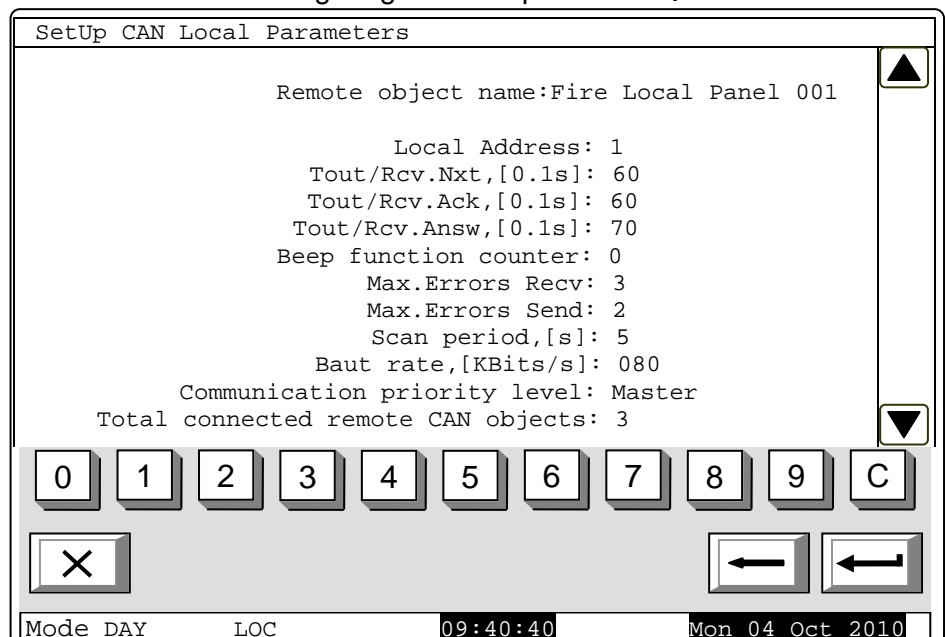 SetUp CAN Local Parameters
Remote object name:Fire Local Panel 001
Local Address: 1
Tout/Rcv.Nxt,[0.1s]: 60
Tout/Rcv.Ack,[0.1s]: 60
Tout/Rcv.Answ,[0.1s]: 70
Beep function counter: 0
Max.Errors Recv: 3
Max.Errors Send: 2
Scan period,[s]: 5
Baut rate,[KBits/s]: 080
Communication priority level: Master
Total connected remote CAN objects: 3
0 1 2 3 4 5 6 7 8 9 C
Mode DAY LOC 09:40:40 Mon 04 Oct 2010